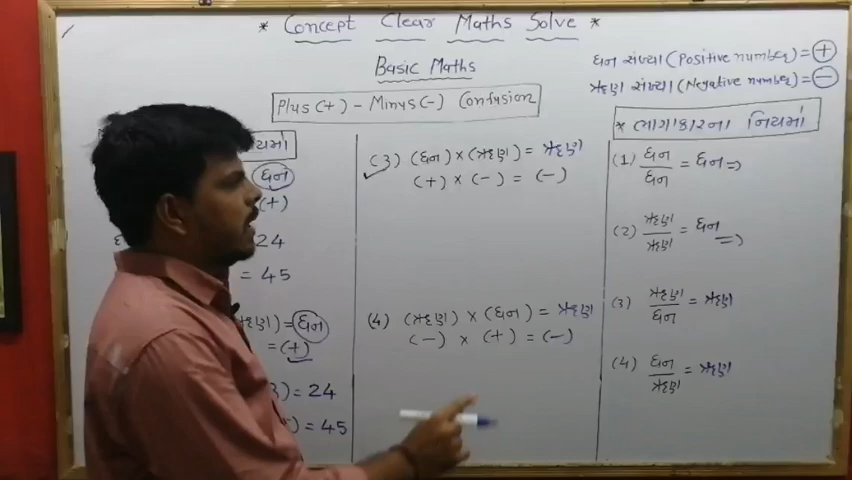 * Concept Clear Maths Solve *
Basic Maths
Plus (+) - Minus (-) Confusion
ધન સંખ્યા (Positive number) = +
ઋણ સંખ્યા (Negative number) = -
ધન
(+)
24
= 45
ઋણ) = ધન
= (+)
3) = 24
) = 45
(3) (ધન) × (ઋણ) = ઋણ
(+) × (-) = (-)
(4) (ઋણ) × (ધન) = ઋણ
(-) × (+) = (-)
* ભાગાકારના નિયમો
(1) ધન/ધન = ધન ⇒
(2) ઋણ/ઋણ = ધન ⇒
(3) ઋણ/ધન = ઋણ
(4) ધન/ઋણ = ઋણ